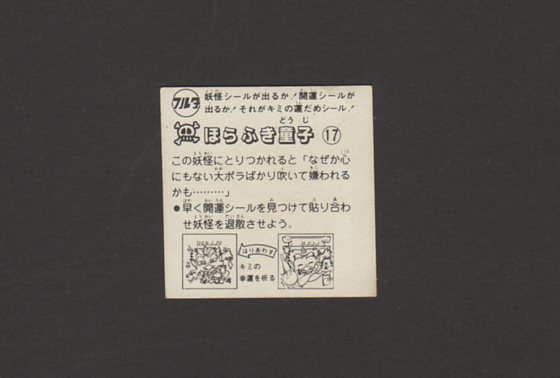 フルタ
妖怪シールが出るか！開運シールが
出るか！それがキミの運だめシール！
ほらふき童子 ⑰
どうじ
この妖怪にとりつかれると「なぜか心
にもない大ボラばかり吹いて嫌われる
かも………」
●早く開運シールを見つけて貼り合わ
せ妖怪を退散させよう。
はりあわす
キミの
幸運を祈る